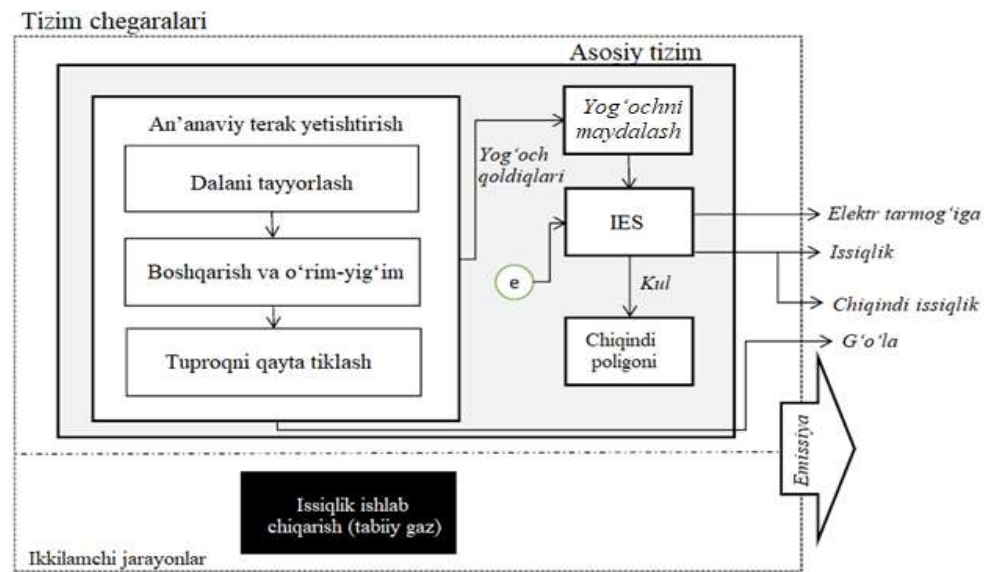 Tizim chegaralari
Asosiy tizim
An’anaviy terak yetishtirish
Dalani tayyorlash
Boshqarish va o‘rim-yig‘im
Tuproqni qayta tiklash
Yog‘och
qoldiqlari
Yog‘ochni
maydalash
IES
e
Kul
Chiqindi
poligoni
Elektr tarmog‘iga
Issiqlik
Chiqindi issiqlik
G‘o‘la
Emissiya
Issiqlik ishlab
chiqarish (tabiiy gaz)
Ikkilamchi jarayonlar